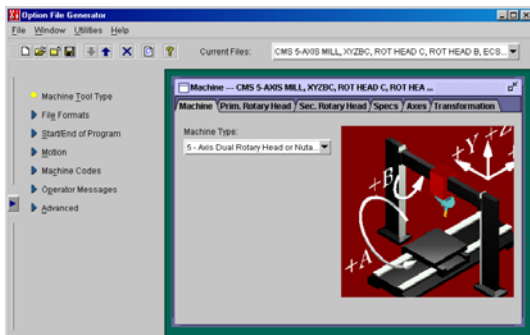 Option File Generator
File Window Utilities Help
Current Files: CMS 5-AXIS MILL, XYZBC, ROT HEAD C, ROT HEAD B, ECS...
Machine Tool Type
File Formats
Start/End of Program
Motion
Machine Codes
Operator Messages
Advanced
Machine --- CMS 5-AXIS MILL, XYZBC, ROT HEAD C, ROT HEA ...
Machine Prim. Rotary Head Sec. Rotary Head Specs Axes Transformation
Machine Type:
5 - Axis Dual Rotary Head or Nuta...
+Y +Z
+B
+A